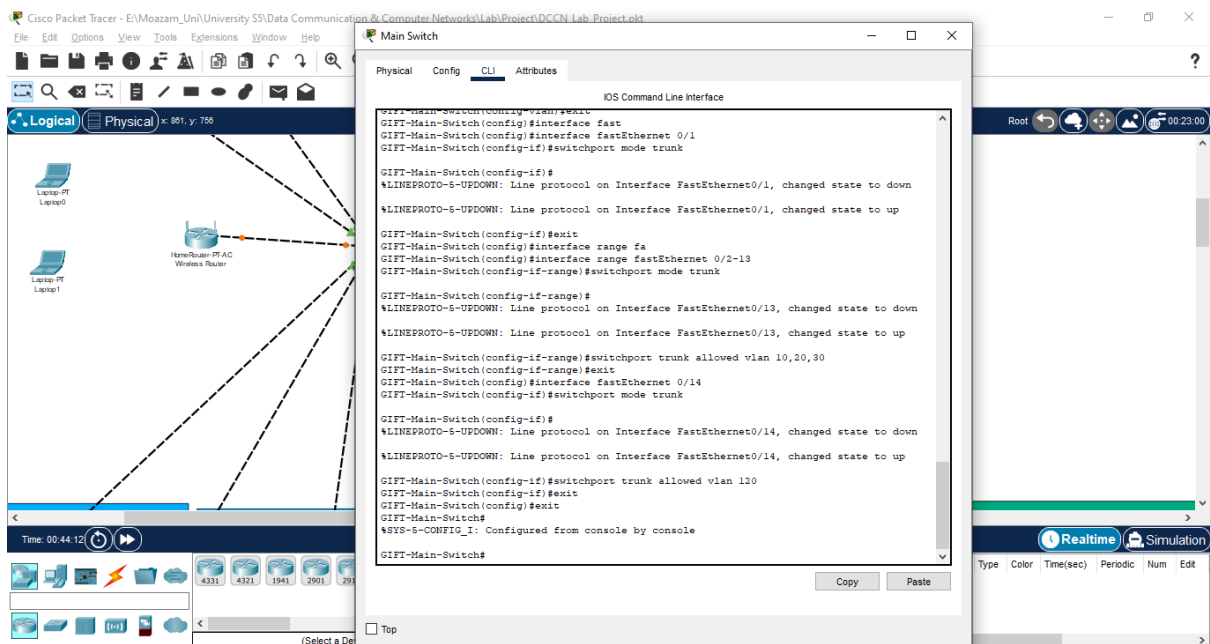 Cisco Packet Tracer - E:\Moazam_Uni\University S5\Data Communication & Computer Networks\Lab\Project\DCCN_Lab_Project.pkt
File Edit Options View Tools Extensions Window Help
Main Switch
Physical Config CLI Attributes
IOS Command Line Interface
Logical Physical x: 861, y: 756
Root 00:23:00
GIFT-Main-Switch(config-vlan)#exit
GIFT-Main-Switch(config)#interface fast
GIFT-Main-Switch(config)#interface fastEthernet 0/1
GIFT-Main-Switch(config-if)#switchport mode trunk
GIFT-Main-Switch(config-if)#
%LINEPROTO-5-UPDOWN: Line protocol on Interface FastEthernet0/1, changed state to down
%LINEPROTO-5-UPDOWN: Line protocol on Interface FastEthernet0/1, changed state to up
GIFT-Main-Switch(config-if)#exit
GIFT-Main-Switch(config)#interface range fa
GIFT-Main-Switch(config)#interface range fastEthernet 0/2-13
GIFT-Main-Switch(config-if-range)#switchport mode trunk
GIFT-Main-Switch(config-if-range)#
%LINEPROTO-5-UPDOWN: Line protocol on Interface FastEthernet0/13, changed state to down
%LINEPROTO-5-UPDOWN: Line protocol on Interface FastEthernet0/13, changed state to up
GIFT-Main-Switch(config-if-range)#switchport trunk allowed vlan 10,20,30
GIFT-Main-Switch(config-if-range)#exit
GIFT-Main-Switch(config)#interface fastEthernet 0/14
GIFT-Main-Switch(config-if)#switchport mode trunk
GIFT-Main-Switch(config-if)#
%LINEPROTO-5-UPDOWN: Line protocol on Interface FastEthernet0/14, changed state to down
%LINEPROTO-5-UPDOWN: Line protocol on Interface FastEthernet0/14, changed state to up
GIFT-Main-Switch(config-if)#switchport trunk allowed vlan 120
GIFT-Main-Switch(config-if)#exit
GIFT-Main-Switch(config)#exit
GIFT-Main-Switch#
%SYS-5-CONFIG_I: Configured from console by console
GIFT-Main-Switch#
Copy Paste
Top
Laptop-PT
Laptop0
HomeRouter-PT-AC
Wireless Router
Laptop-PT
Laptop1
Time: 00:44:12
Realtime Simulation
4331 4321 1941 2901 291
Type Color Time(sec) Periodic Num Edit
(Select a De